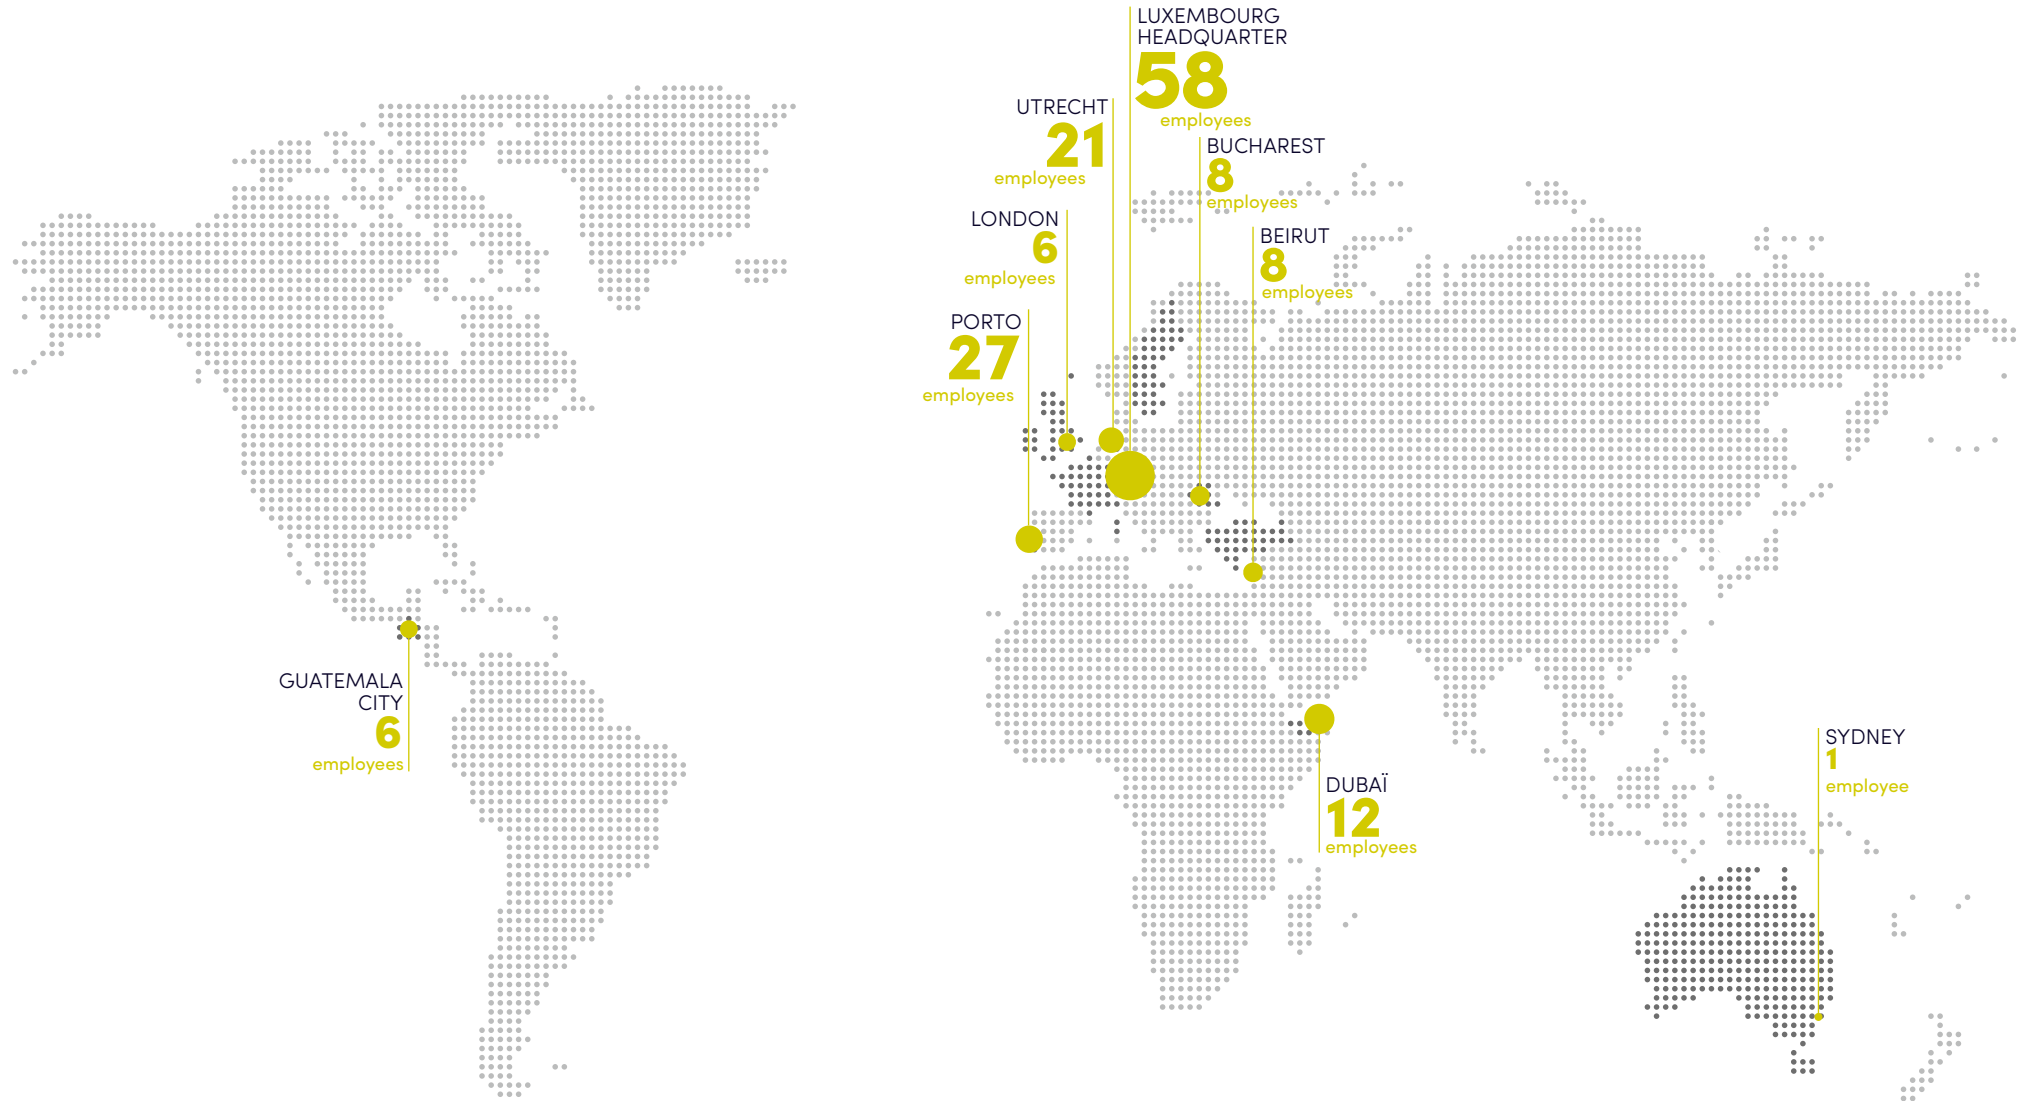 LUXEMBOURG
HEADQUARTER
58
employees
UTRECHT
21
employees
BUCHAREST
8
employees
LONDON
6
employees
BEIRUT
8
employees
PORTO
27
employees
GUATEMALA
CITY
6
employees
DUBAÏ
12
employees
SYDNEY
1
employee